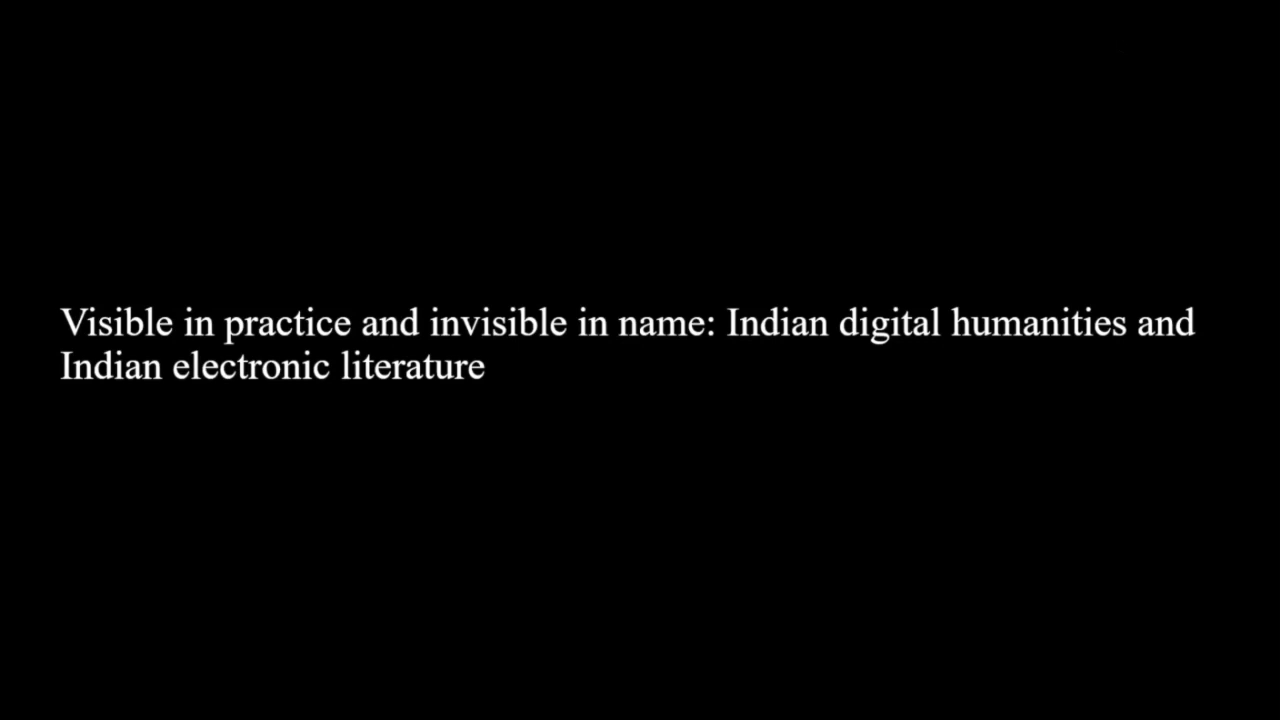 Visible in practice and invisible in name: Indian digital humanities and
Indian electronic literature